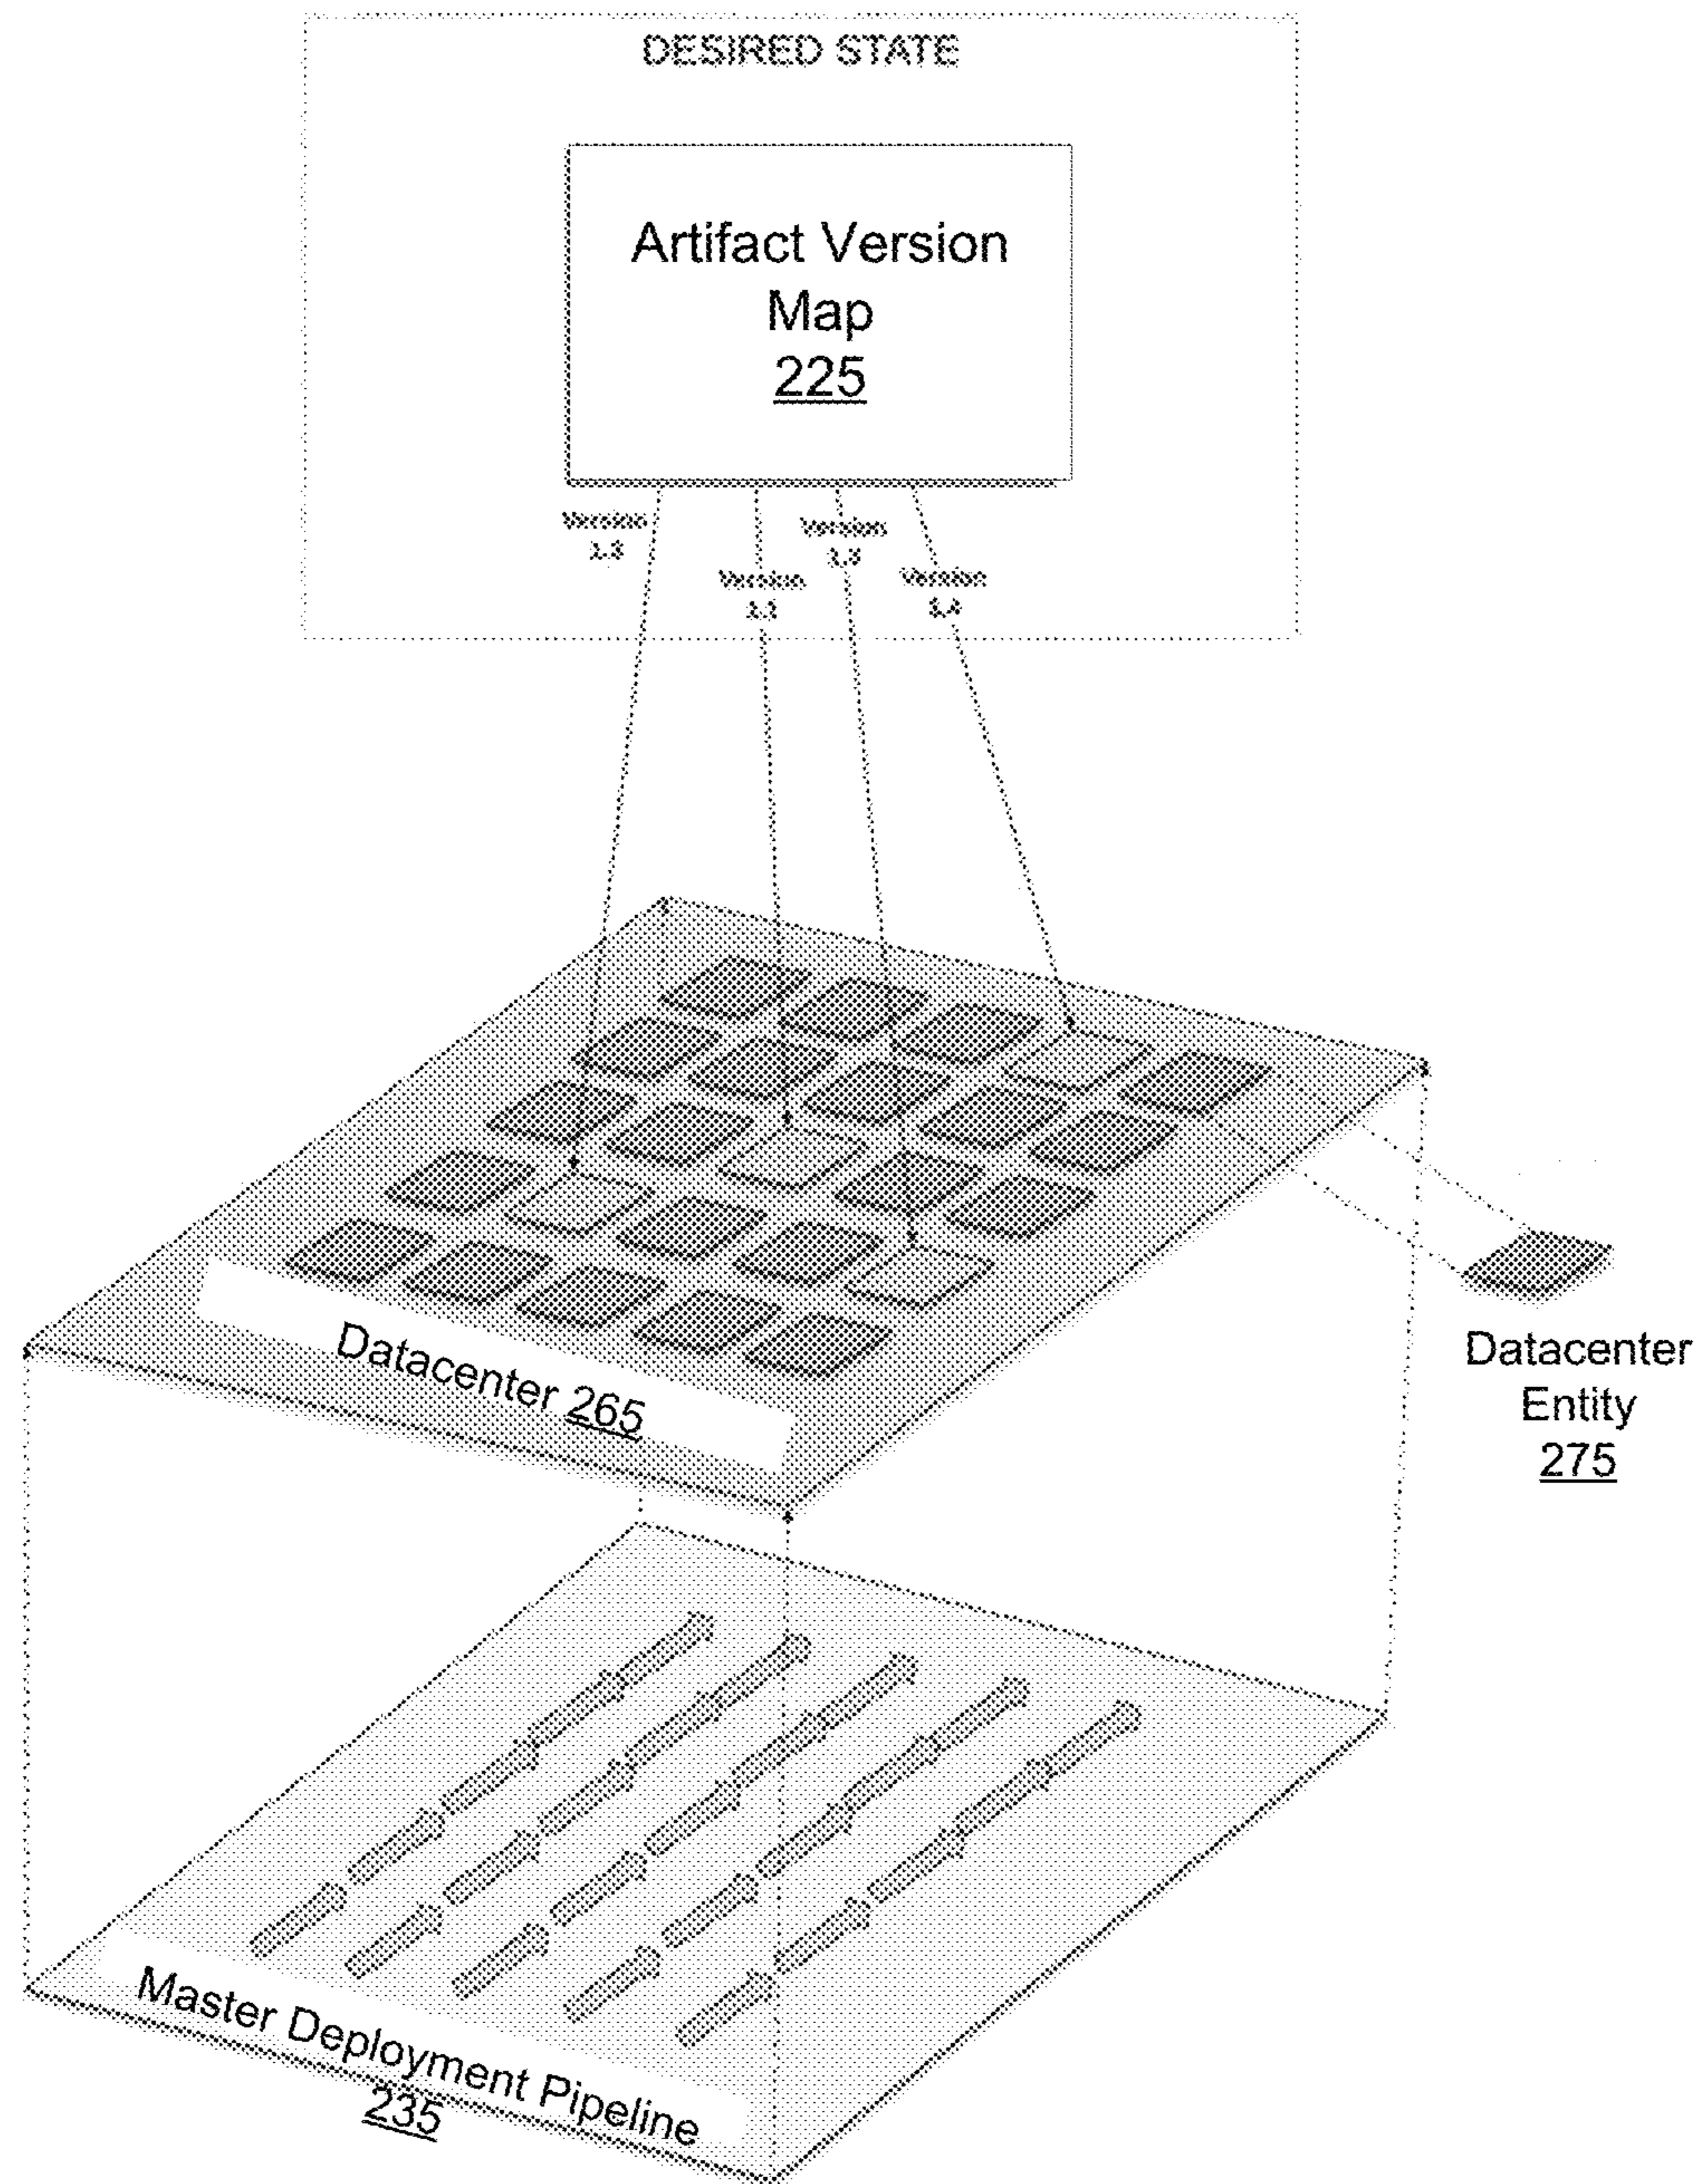 DESIRED STATE
Artifact Version
Map
225
Version
Version
Version
Version
Datacenter 265
Datacenter
Entity
275
Master Deployment Pipeline
235